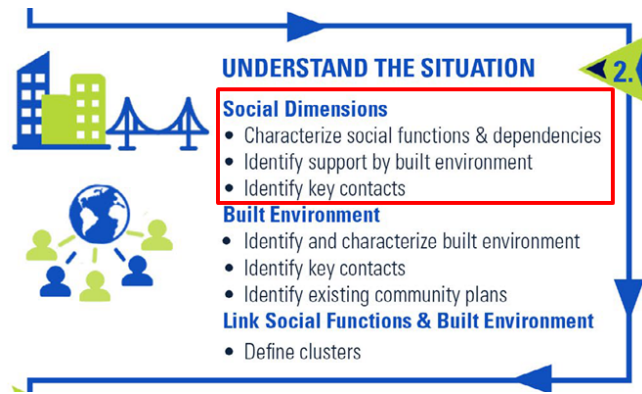 UNDERSTAND THE SITUATION
2.
Social Dimensions
• Characterize social functions & dependencies
• Identify support by built environment
• Identify key contacts
Built Environment
• Identify and characterize built environment
• Identify key contacts
• Identify existing community plans
Link Social Functions & Built Environment
• Define clusters